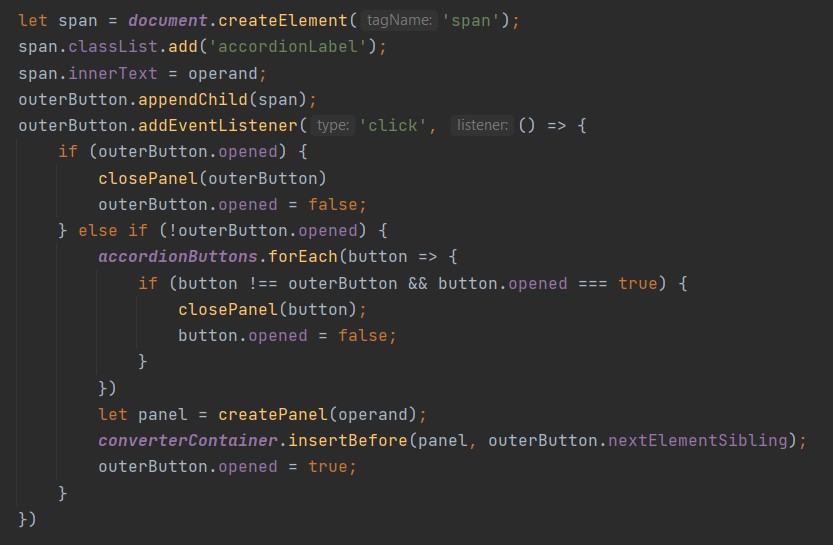 let span = document.createElement( tagName: 'span');
span.classList.add('accordionLabel');
span.innerText = operand;
outerButton.appendChild(span);
outerButton.addEventListener( type: 'click', listener: () => {
    if (outerButton.opened) {
        closePanel(outerButton)
        outerButton.opened = false;
    } else if (!outerButton.opened) {
        accordionButtons.forEach(button => {
            if (button !== outerButton && button.opened === true) {
                closePanel(button);
                button.opened = false;
            }
        })
        let panel = createPanel(operand);
        converterContainer.insertBefore(panel, outerButton.nextElementSibling);
        outerButton.opened = true;
    }
})